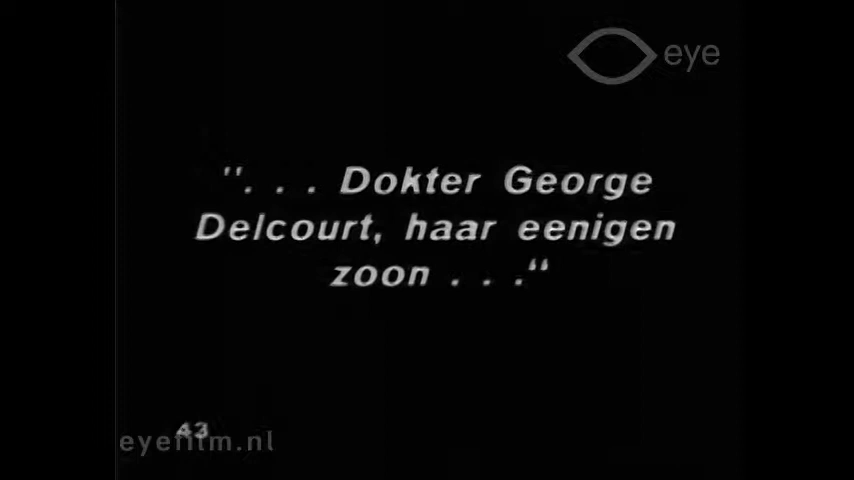 eye
". . . Dokter George
Delcourt, haar eenigen
zoon . . ."
43
eyefilm.nl